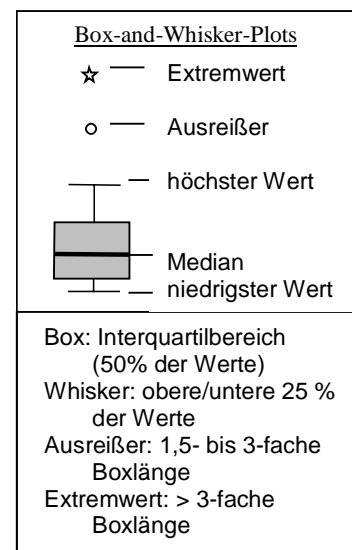 Box-and-Whisker-Plots
Extremwert
Ausreißer
höchster Wert
Median
niedrigster Wert
Box: Interquartilbereich
(50% der Werte)
Whisker: obere/untere 25 %
der Werte
Ausreißer: 1,5- bis 3-fache
Boxlänge
Extremwert: > 3-fache
Boxlänge